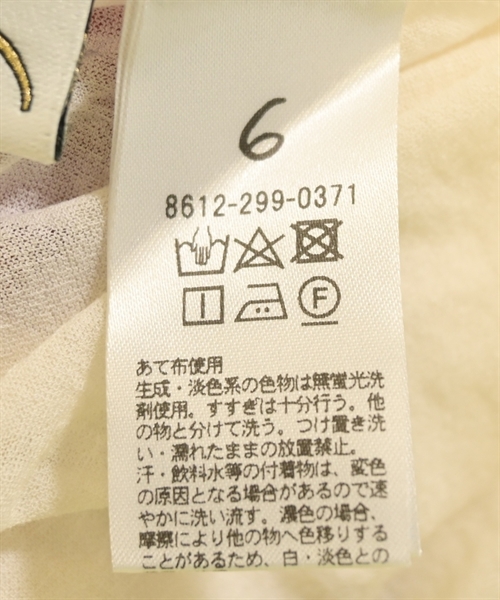 6
8612-299-0371
F
あて布使用
生成・淡色系の色物は無蛍光洗
剤使用。すすぎは十分行う。他
の物と分けて洗う。つけ置き洗
い・濡れたままの放置禁止。
汗・飲料水等の付着物は、変色
の原因となる場合があるので速
やかに洗い流す。濃色の場合、
摩擦により他の物へ色移りする
ことがあるため、白・淡色との